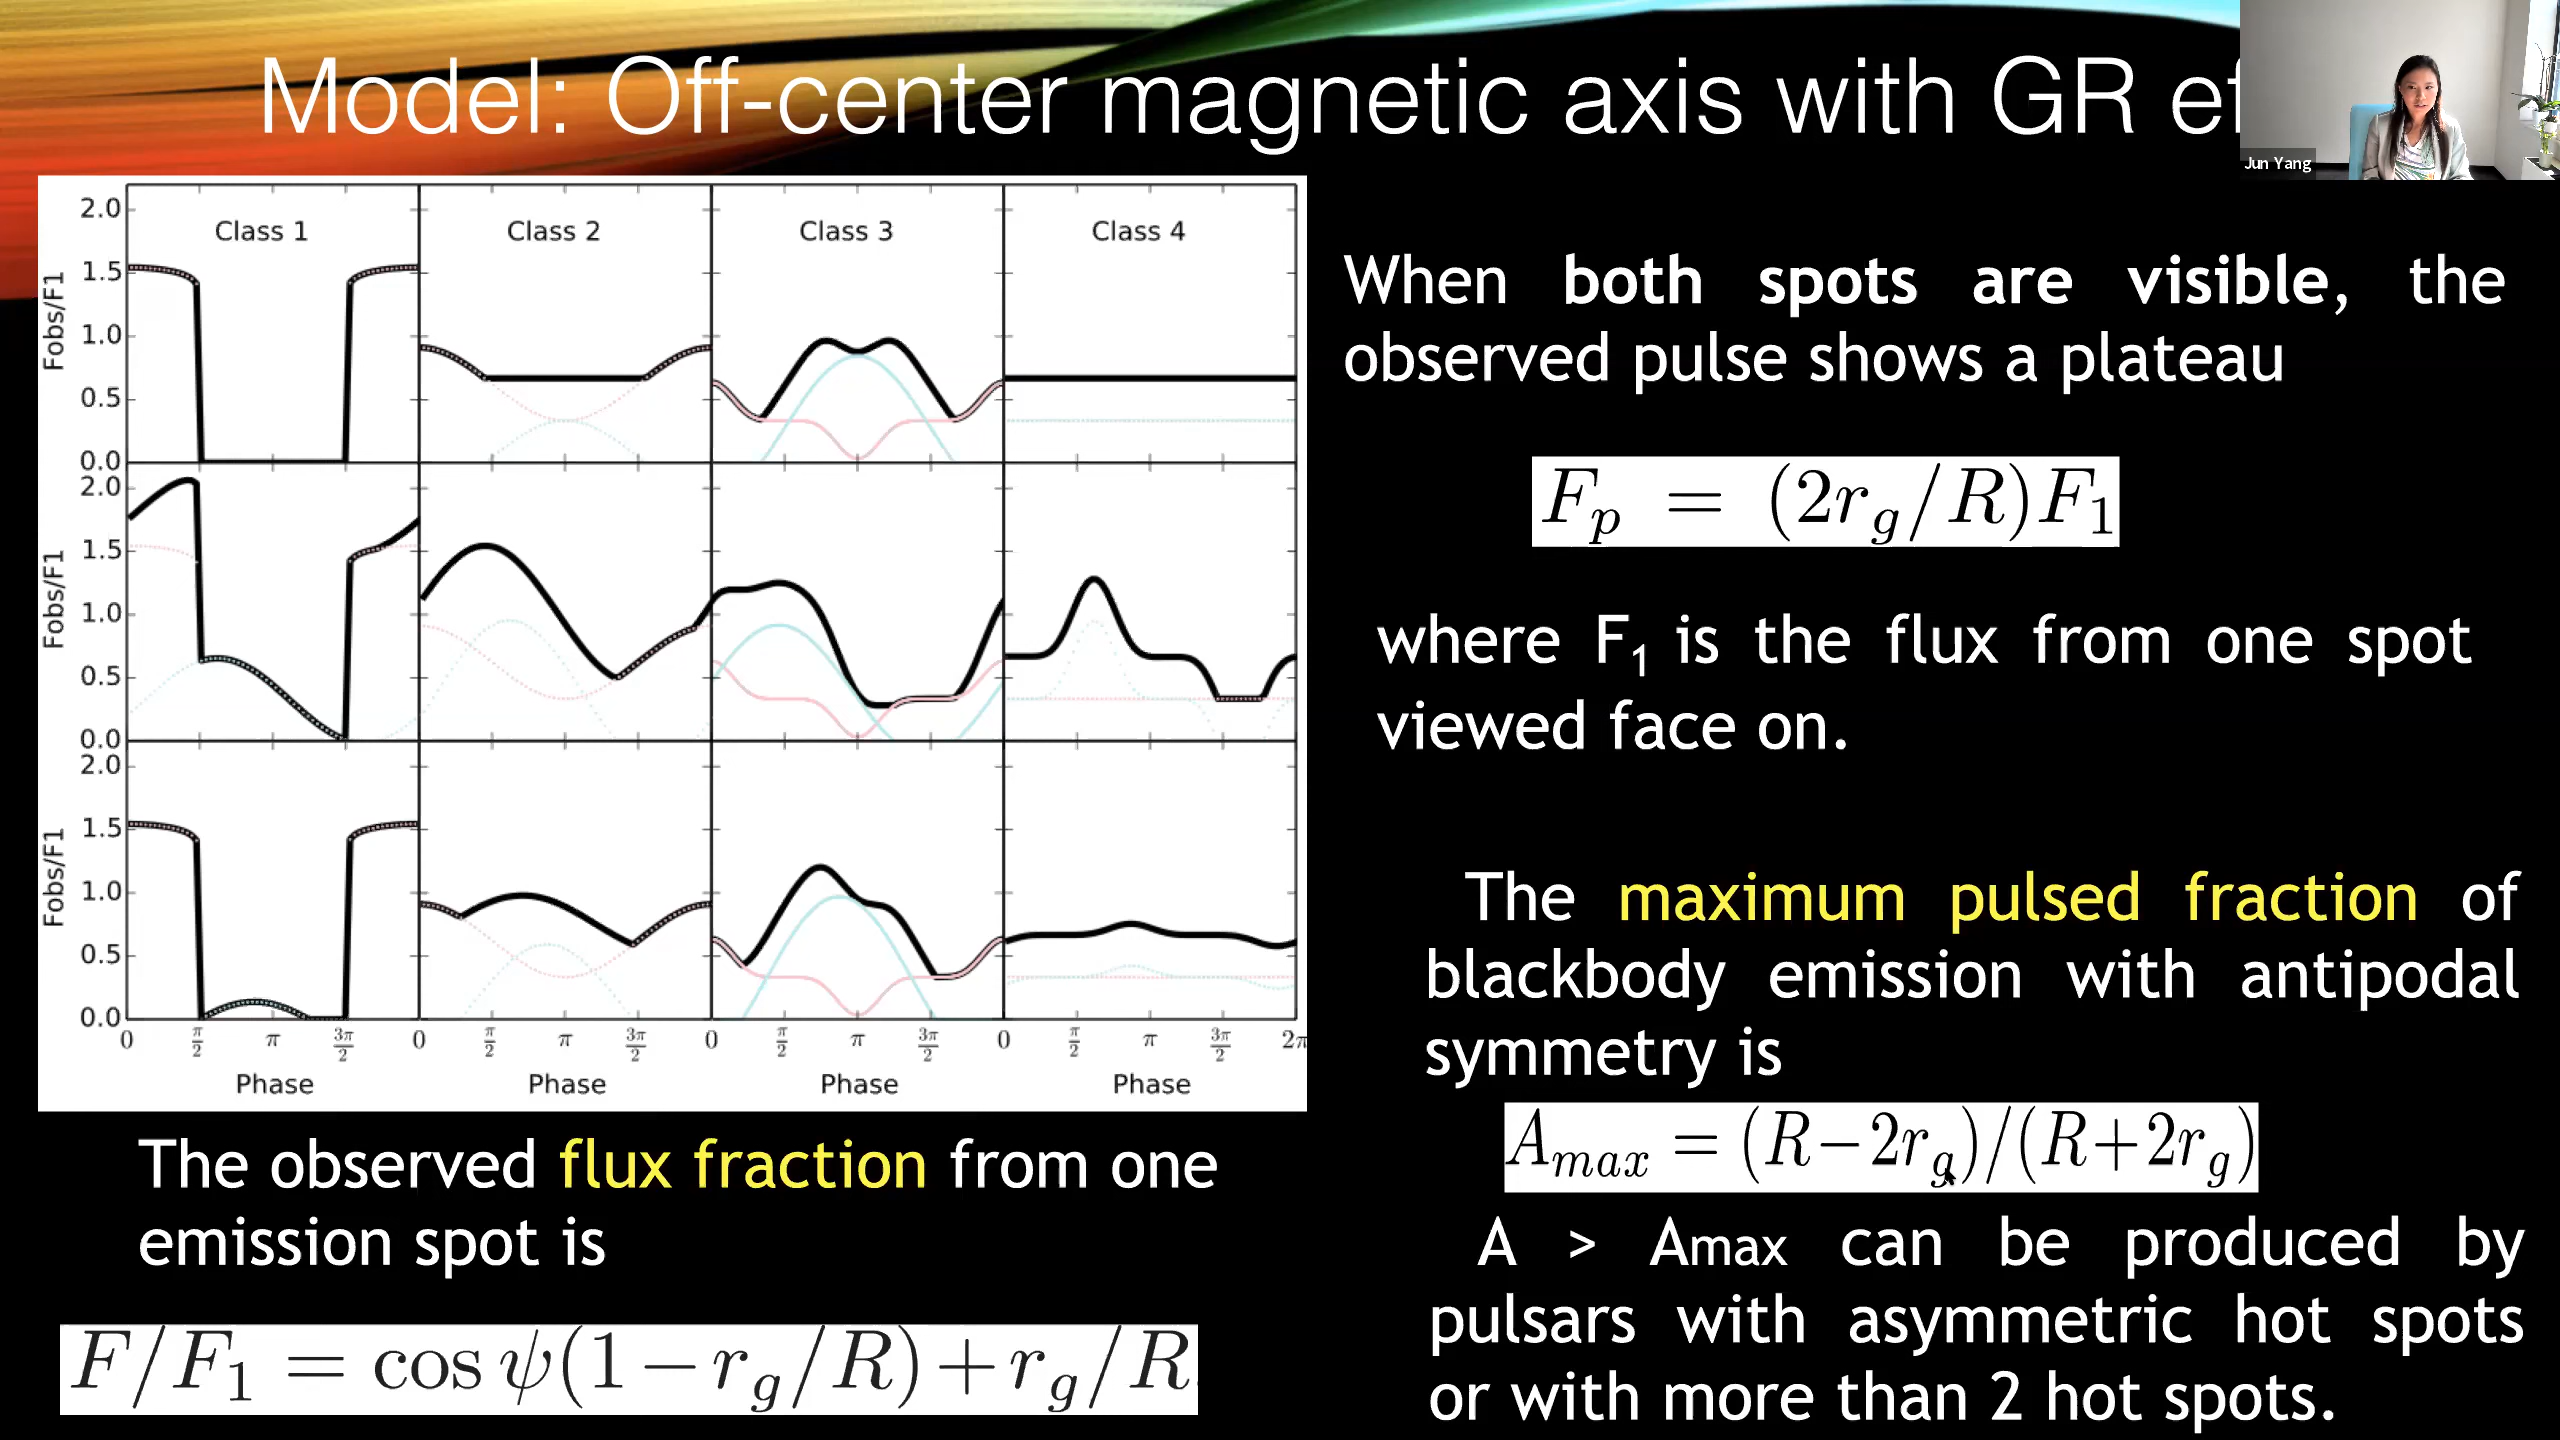 Model: Off-center magnetic axis with GR ef
Jun Yang
Class 1
Class 2
Class 3
Class 4
Fobs/F1
2.0
1.5
1.0
0.5
0.0
Fobs/F1
2.0
1.5
1.0
0.5
0.0
Fobs/F1
2.0
1.5
1.0
0.5
0.0
0 π/2 π 3π/2 0 π/2 π 3π/2 0 π/2 π 3π/2 0 π/2 π 3π/2 2π
Phase Phase Phase Phase
The observed flux fraction from one
emission spot is
F/F₁ = cos ψ(1−r_g/R)+r_g/R
When both spots are visible, the
observed pulse shows a plateau
F_p = (2r_g/R)F₁
where F₁ is the flux from one spot
viewed face on.
The maximum pulsed fraction of
blackbody emission with antipodal
symmetry is
A_max = (R−2r_g)/(R+2r_g)
A > Amax can be produced by
pulsars with asymmetric hot spots
or with more than 2 hot spots.